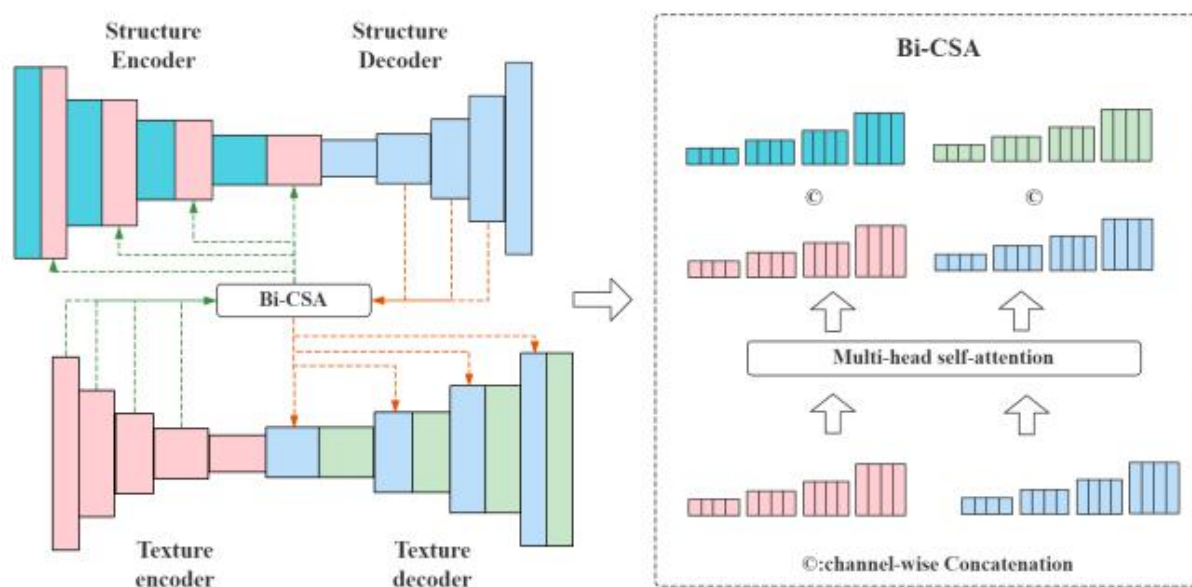 Structure
Encoder
Structure
Decoder
Bi-CSA
Texture
encoder
Texture
decoder
Bi-CSA
©
©
Multi-head self-attention
©:channel-wise Concatenation